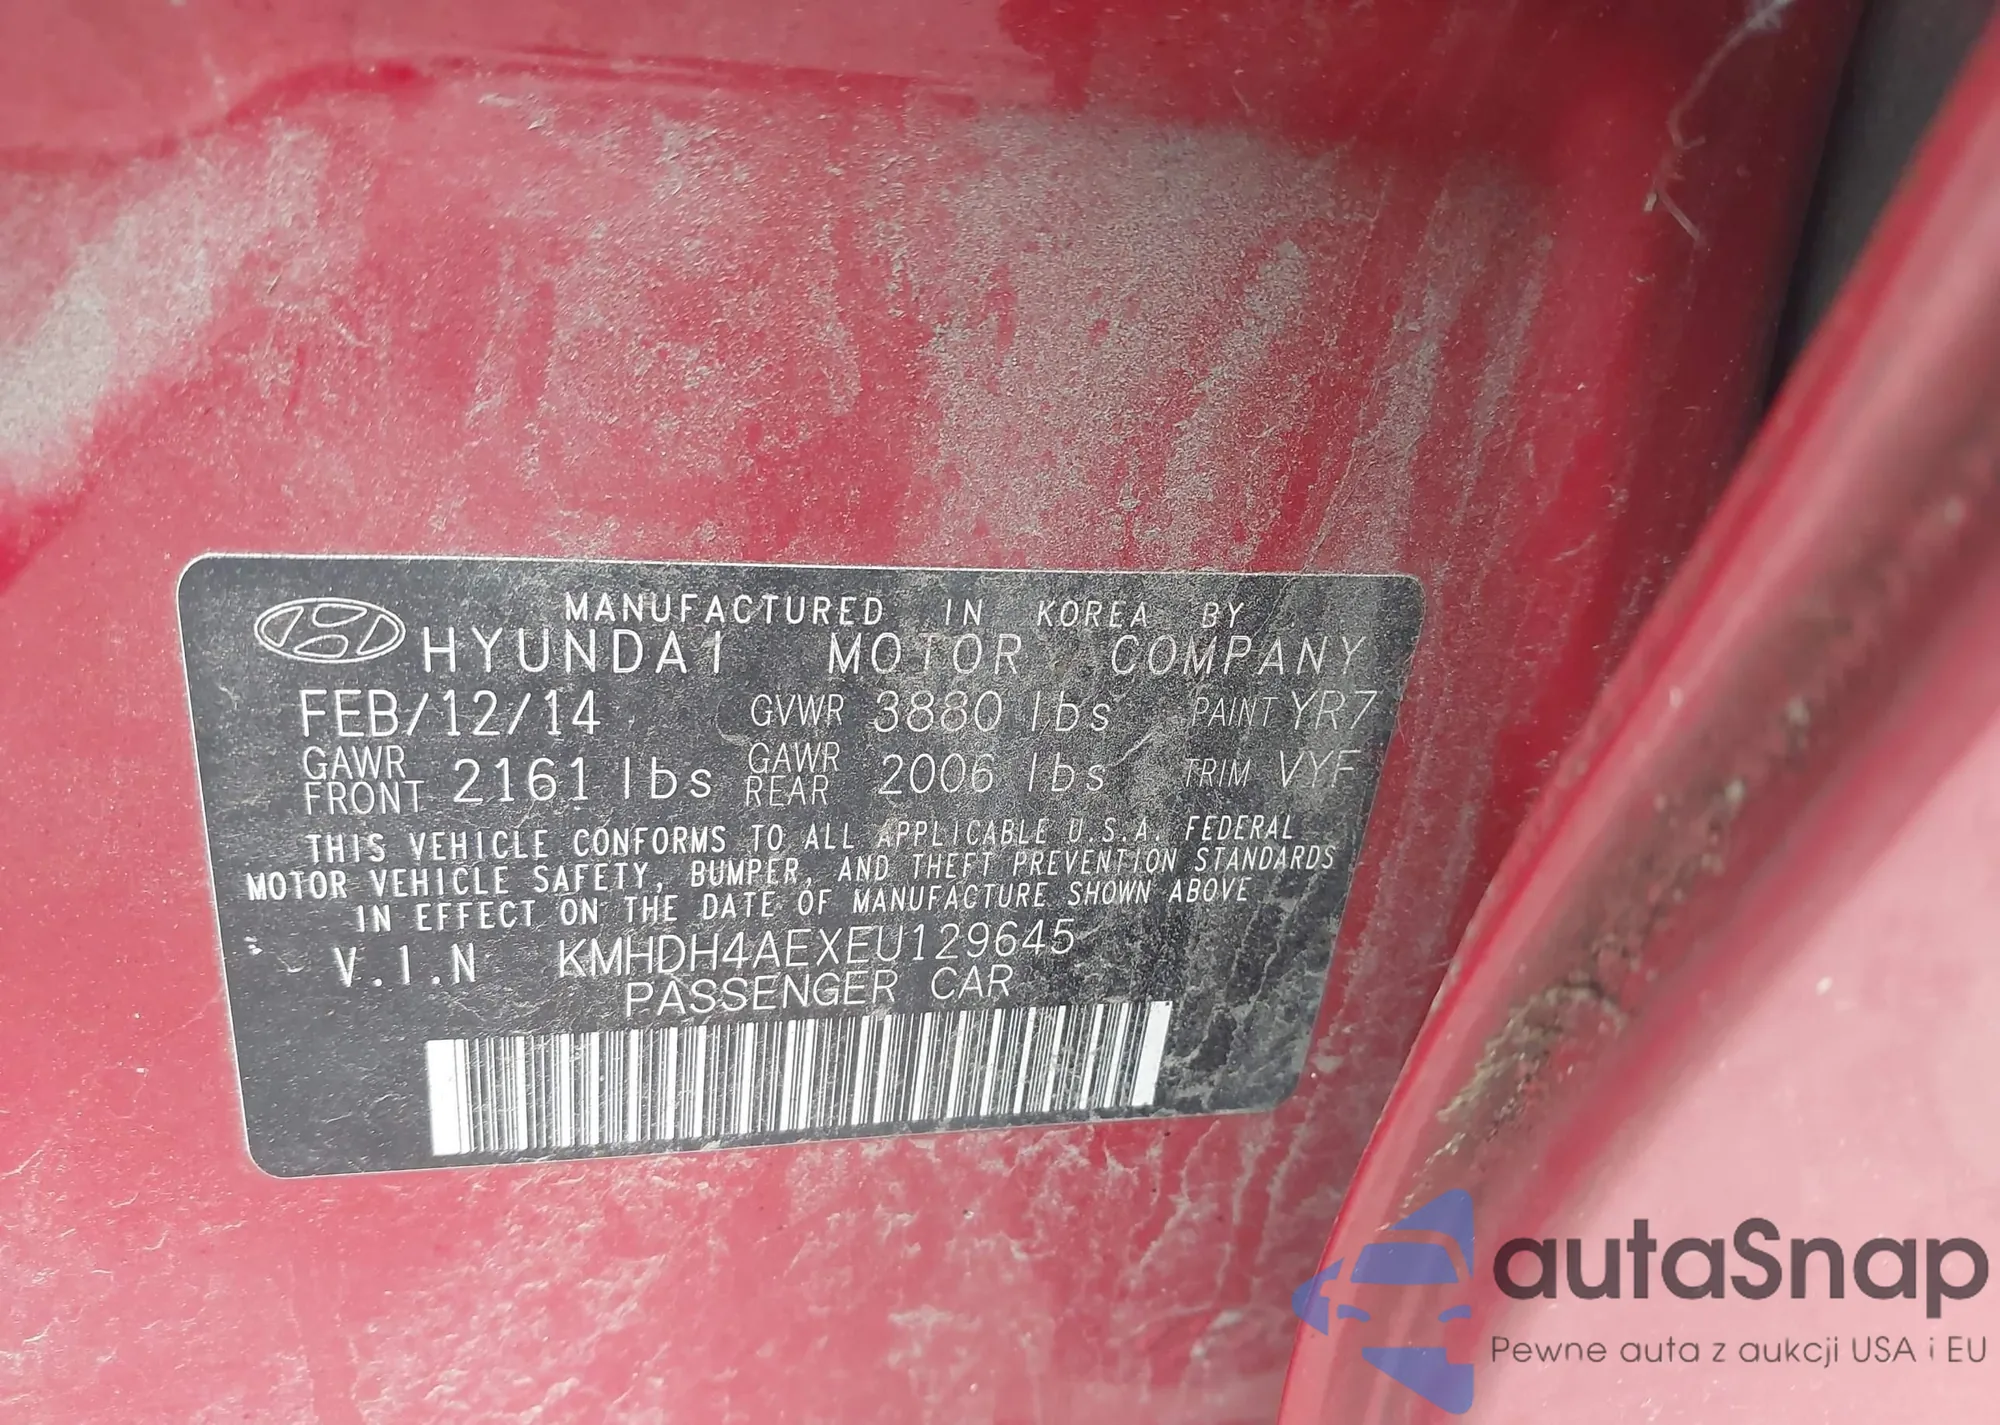 MANUFACTURED IN KOREA BY
HYUNDAI MOTOR COMPANY
FEB/12/14 GVWR 3880 lbs PAINT YR7
GAWR FRONT 2161 lbs GAWR REAR 2006 lbs TRIM VYF
THIS VEHICLE CONFORMS TO ALL APPLICABLE U.S.A. FEDERAL
MOTOR VEHICLE SAFETY, BUMPER, AND THEFT PREVENTION STANDARDS
IN EFFECT ON THE DATE OF MANUFACTURE SHOWN ABOVE
V.I.N KMHDH4AEXEU129645
PASSENGER CAR
autaSnap
Pewne auta z aukcji USA i EU